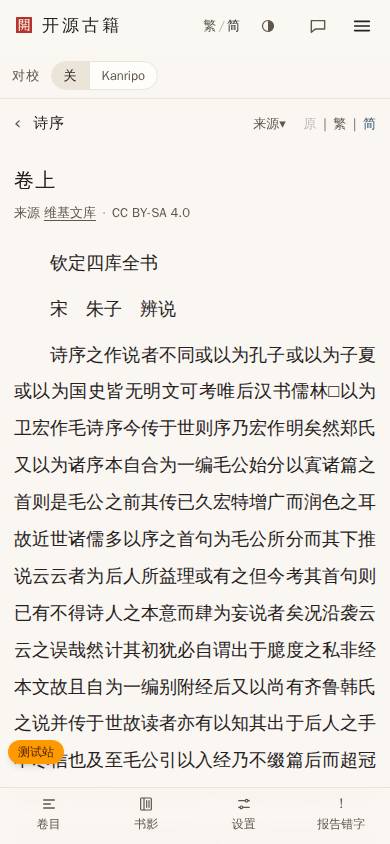 開 开源古籍 繁/简
对校 关 Kanripo
‹ 诗序 来源▾ 原 | 繁 | 简
卷上
来源 维基文库 · CC BY-SA 4.0
钦定四库全书
宋 朱子 辨说
诗序之作说者不同或以为孔子或以为子夏
或以为国史皆无明文可考唯后汉书儒林□以为
卫宏作毛诗序今传于世则序乃宏作明矣然郑氏
又以为诸序本自合为一编毛公始分以寘诸篇之
首则是毛公之前其传已久宏特增广而润色之耳
故近世诸儒多以序之首句为毛公所分而其下推
说云云者为后人所益理或有之但今考其首句则
已有不得诗人之本意而肆为妄说者矣况沿袭云
云之误哉然计其初犹必自谓出于臆度之私非经
本文故且自为一编别附经后又以尚有齐鲁韩氏
之说并传于世故读者亦有以知其出于后人之手
信也及至毛公引以入经乃不缀篇后而超冠
测试站
卷目 书影 设置 报告错字